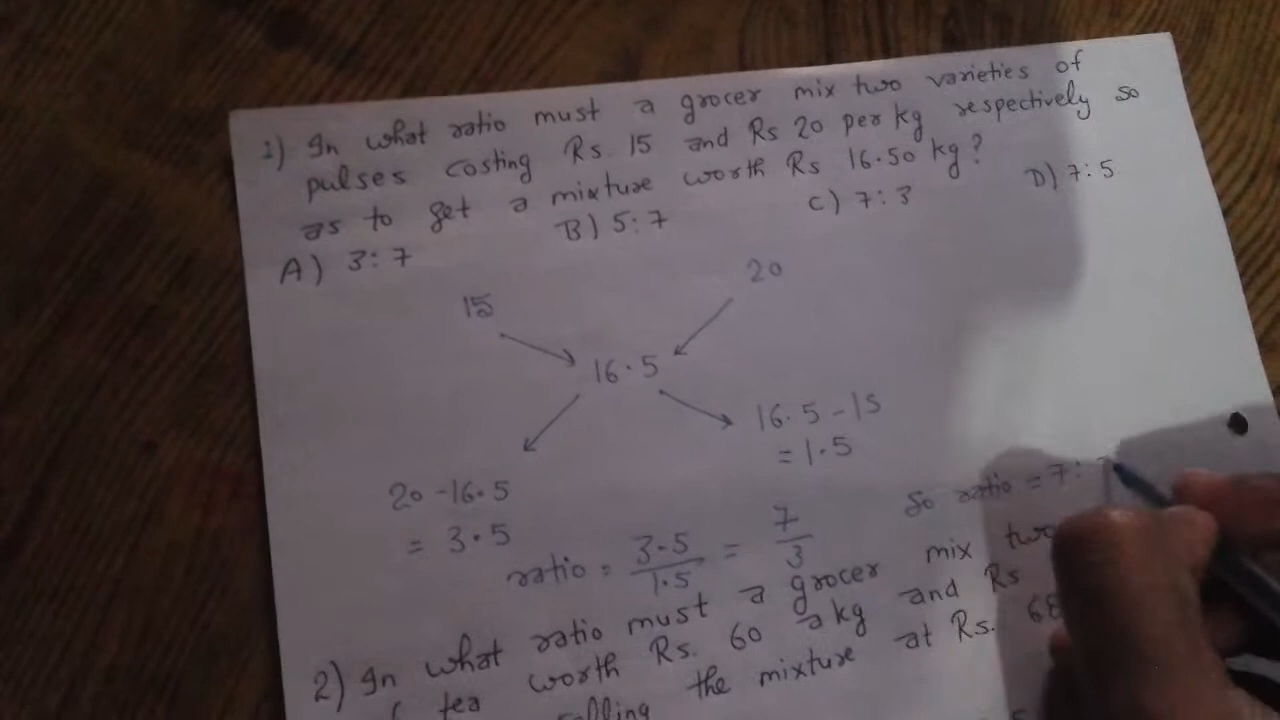 1) In what ratio must a grocer mix two varieties of
pulses costing Rs 15 and Rs 20 per kg respectively so
as to get a mixture worth Rs 16.50 kg?
A) 3:7 B) 5:7 C) 7:3 D) 7:5
15 20
16.5
20 - 16.5
= 3.5
16.5 - 15
= 1.5
ratio = 3.5/1.5 = 7/3
So ratio = 7:
2) In what ratio must a grocer mix two
tea worth Rs. 60 a kg and Rs
the mixture at Rs.